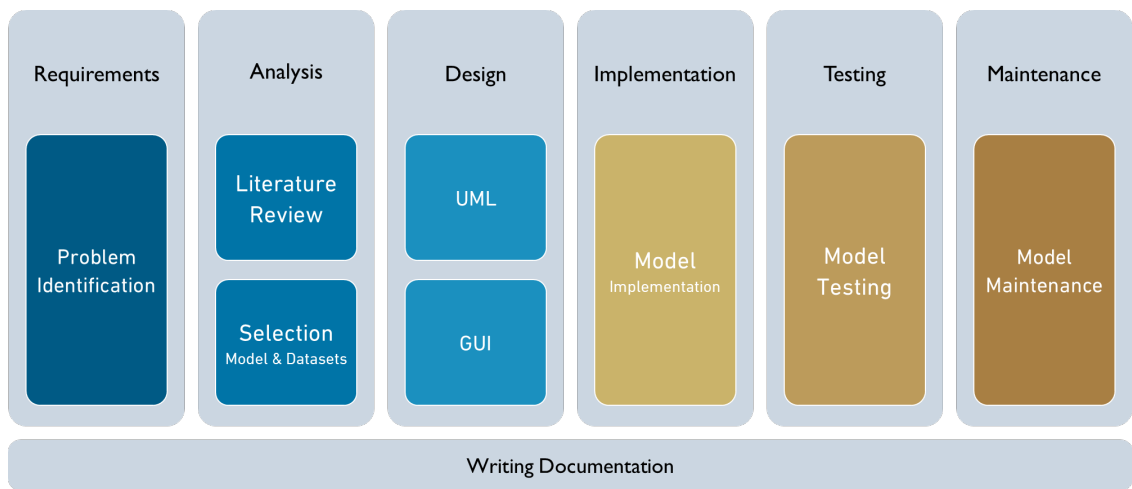 Requirements
Problem
Identification
Analysis
Literature
Review
Selection
Model & Datasets
Design
UML
GUI
Implementation
Model
Implementation
Testing
Model
Testing
Maintenance
Model
Maintenance
Writing Documentation